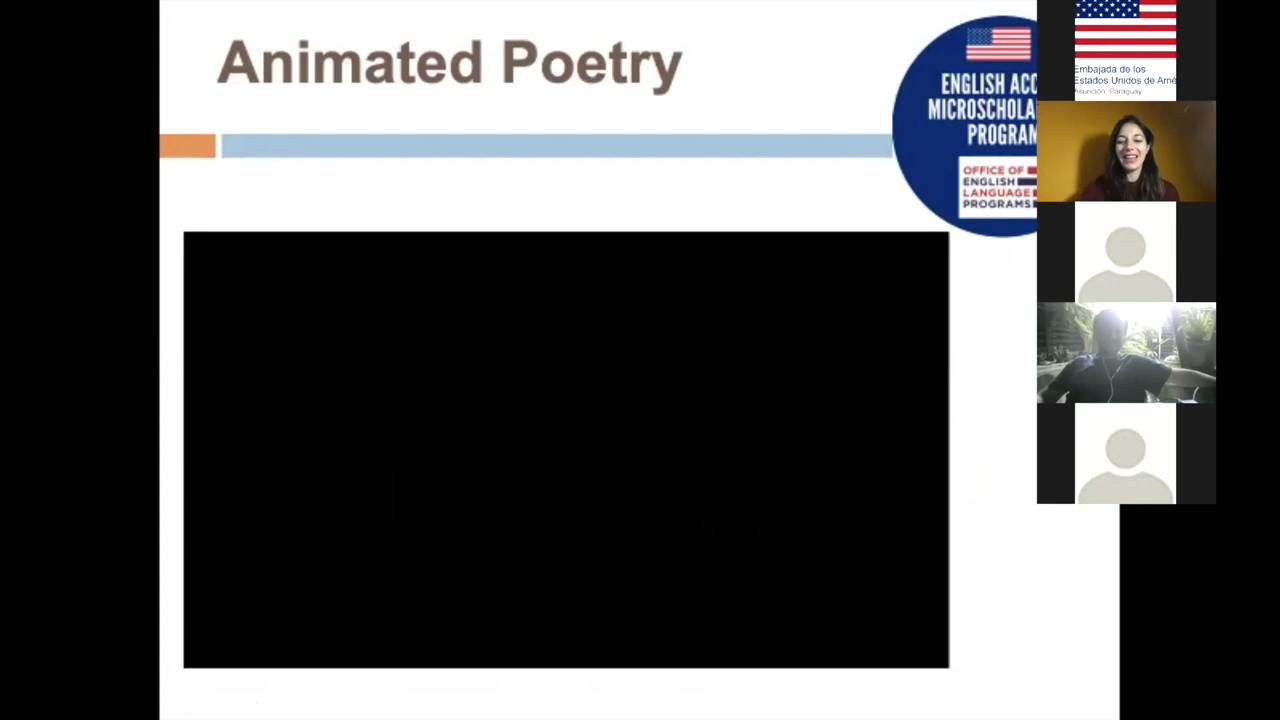 Animated Poetry
ENGLISH ACC
MICROSCHOLA
PROGRAM
OFFICE OF
ENGLISH
LANGUAGE
PROGRAMS
Embajada de los
Estados Unidos de Amé
Asunción, Paraguay